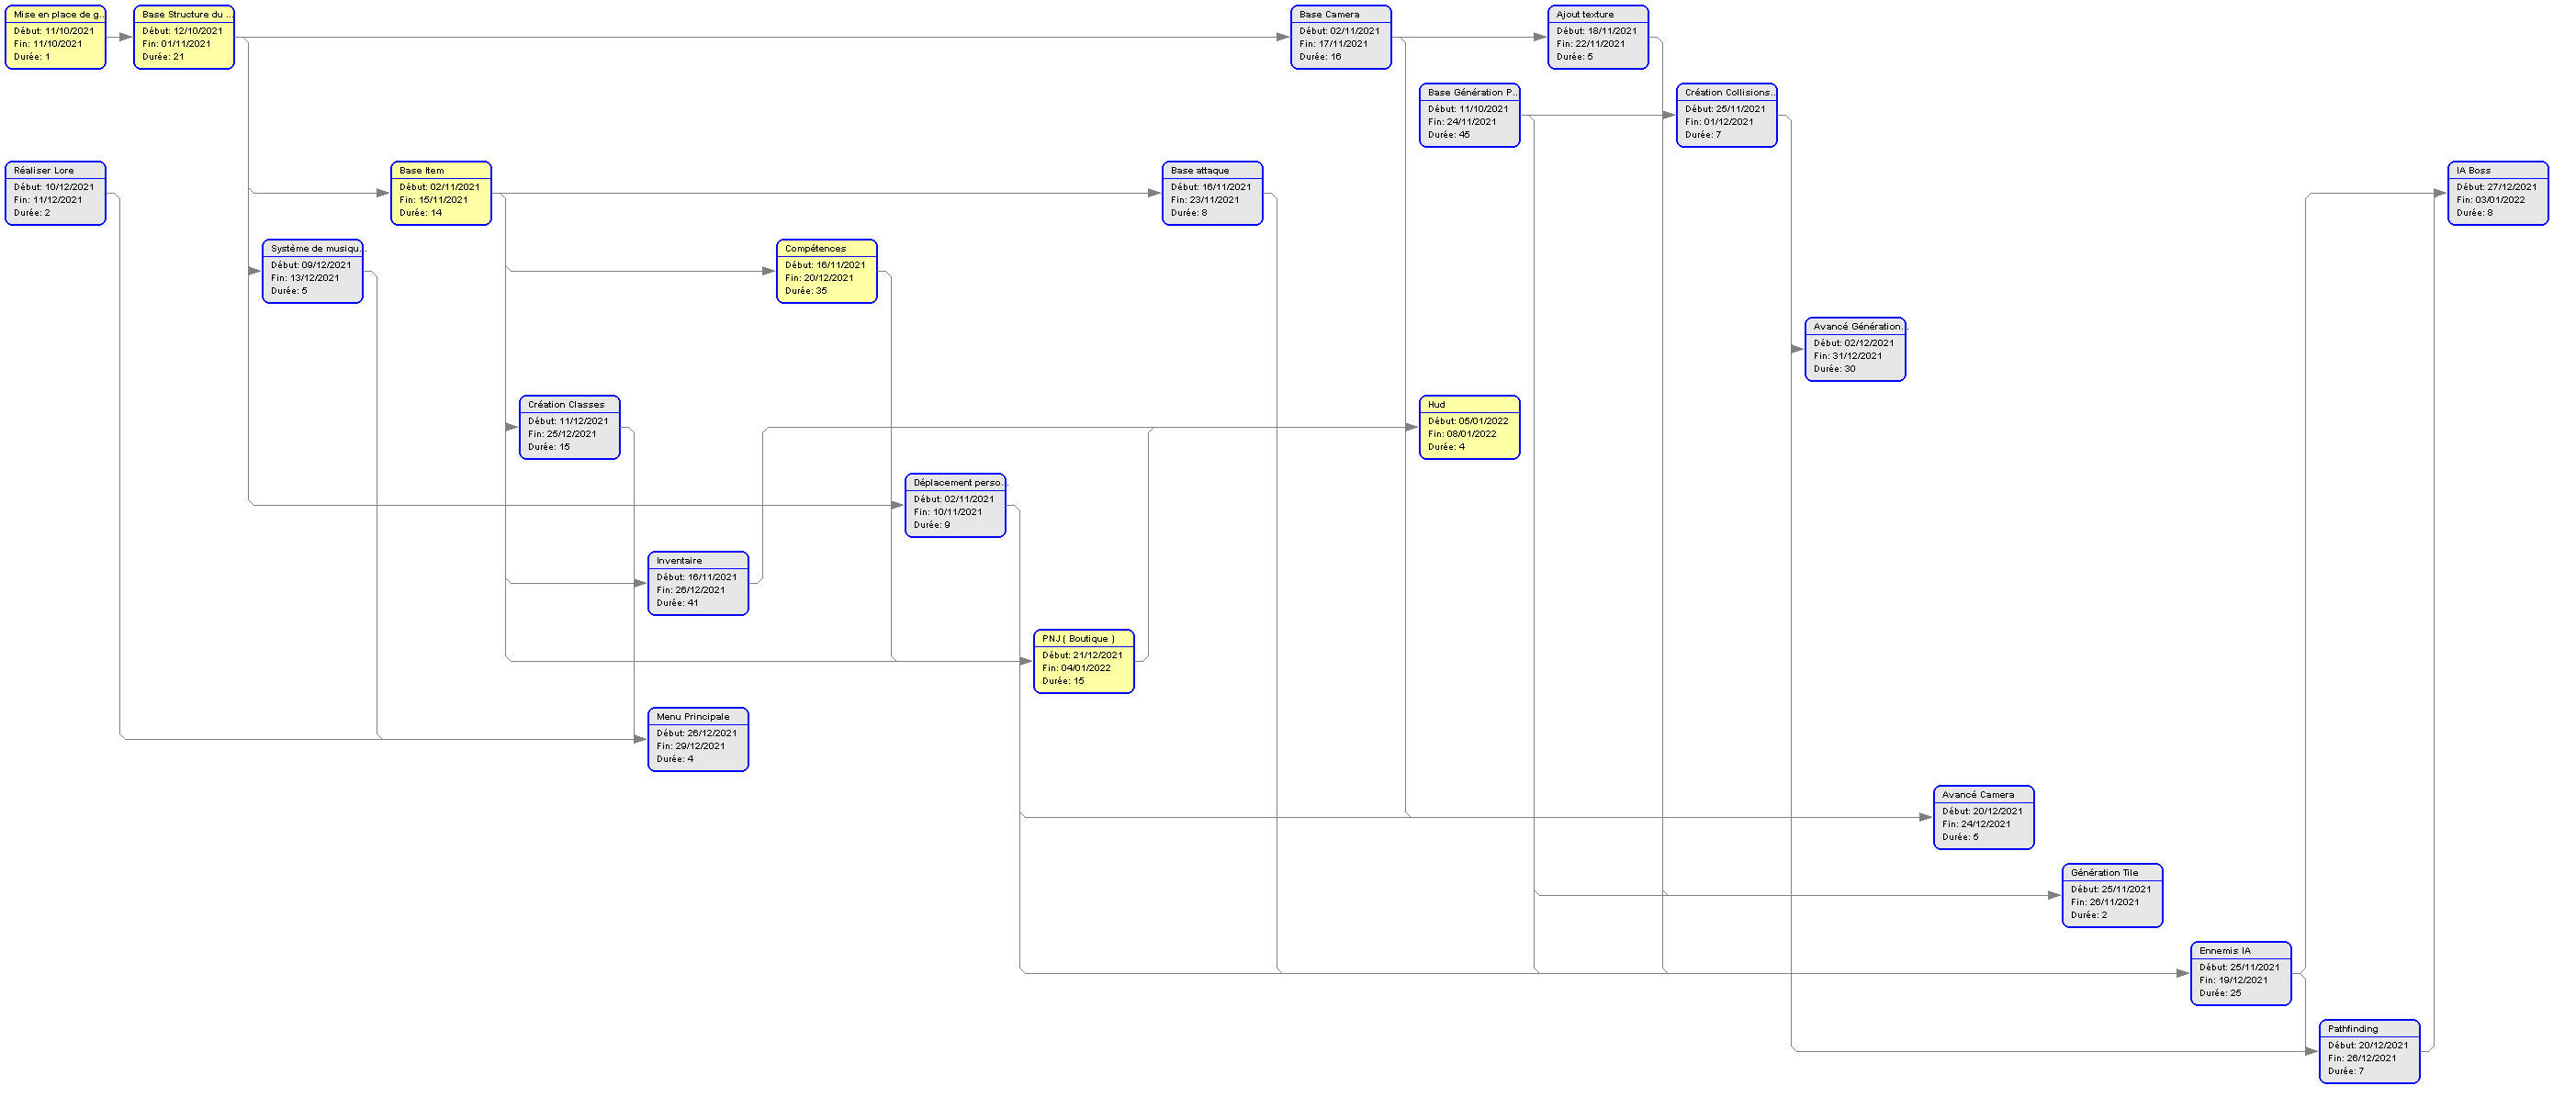 Mise en place de g...
Début: 11/10/2021
Fin: 11/10/2021
Durée: 1
Base Structure du ...
Début: 12/10/2021
Fin: 01/11/2021
Durée: 21
Base Camera
Début: 02/11/2021
Fin: 17/11/2021
Durée: 16
Ajout texture
Début: 18/11/2021
Fin: 22/11/2021
Durée: 5
Base Génération P...
Début: 11/10/2021
Fin: 24/11/2021
Durée: 45
Création Collisions...
Début: 25/11/2021
Fin: 01/12/2021
Durée: 7
Réaliser Lore
Début: 10/12/2021
Fin: 11/12/2021
Durée: 2
Base Item
Début: 02/11/2021
Fin: 15/11/2021
Durée: 14
Base attaque
Début: 16/11/2021
Fin: 23/11/2021
Durée: 8
IA Boss
Début: 27/12/2021
Fin: 03/01/2022
Durée: 8
Système de musiqu...
Début: 09/12/2021
Fin: 13/12/2021
Durée: 5
Compétences
Début: 16/11/2021
Fin: 20/12/2021
Durée: 35
Avancé Génération...
Début: 02/12/2021
Fin: 31/12/2021
Durée: 30
Création Classes
Début: 11/12/2021
Fin: 25/12/2021
Durée: 15
Hud
Début: 05/01/2022
Fin: 08/01/2022
Durée: 4
Déplacement perso...
Début: 02/11/2021
Fin: 10/11/2021
Durée: 9
Inventaire
Début: 16/11/2021
Fin: 26/12/2021
Durée: 41
PNJ ( Boutique )
Début: 21/12/2021
Fin: 04/01/2022
Durée: 15
Menu Principale
Début: 26/12/2021
Fin: 29/12/2021
Durée: 4
Avancé Camera
Début: 20/12/2021
Fin: 24/12/2021
Durée: 5
Génération Tile
Début: 25/11/2021
Fin: 26/11/2021
Durée: 2
Ennemis IA
Début: 25/11/2021
Fin: 19/12/2021
Durée: 25
Pathfinding
Début: 20/12/2021
Fin: 26/12/2021
Durée: 7